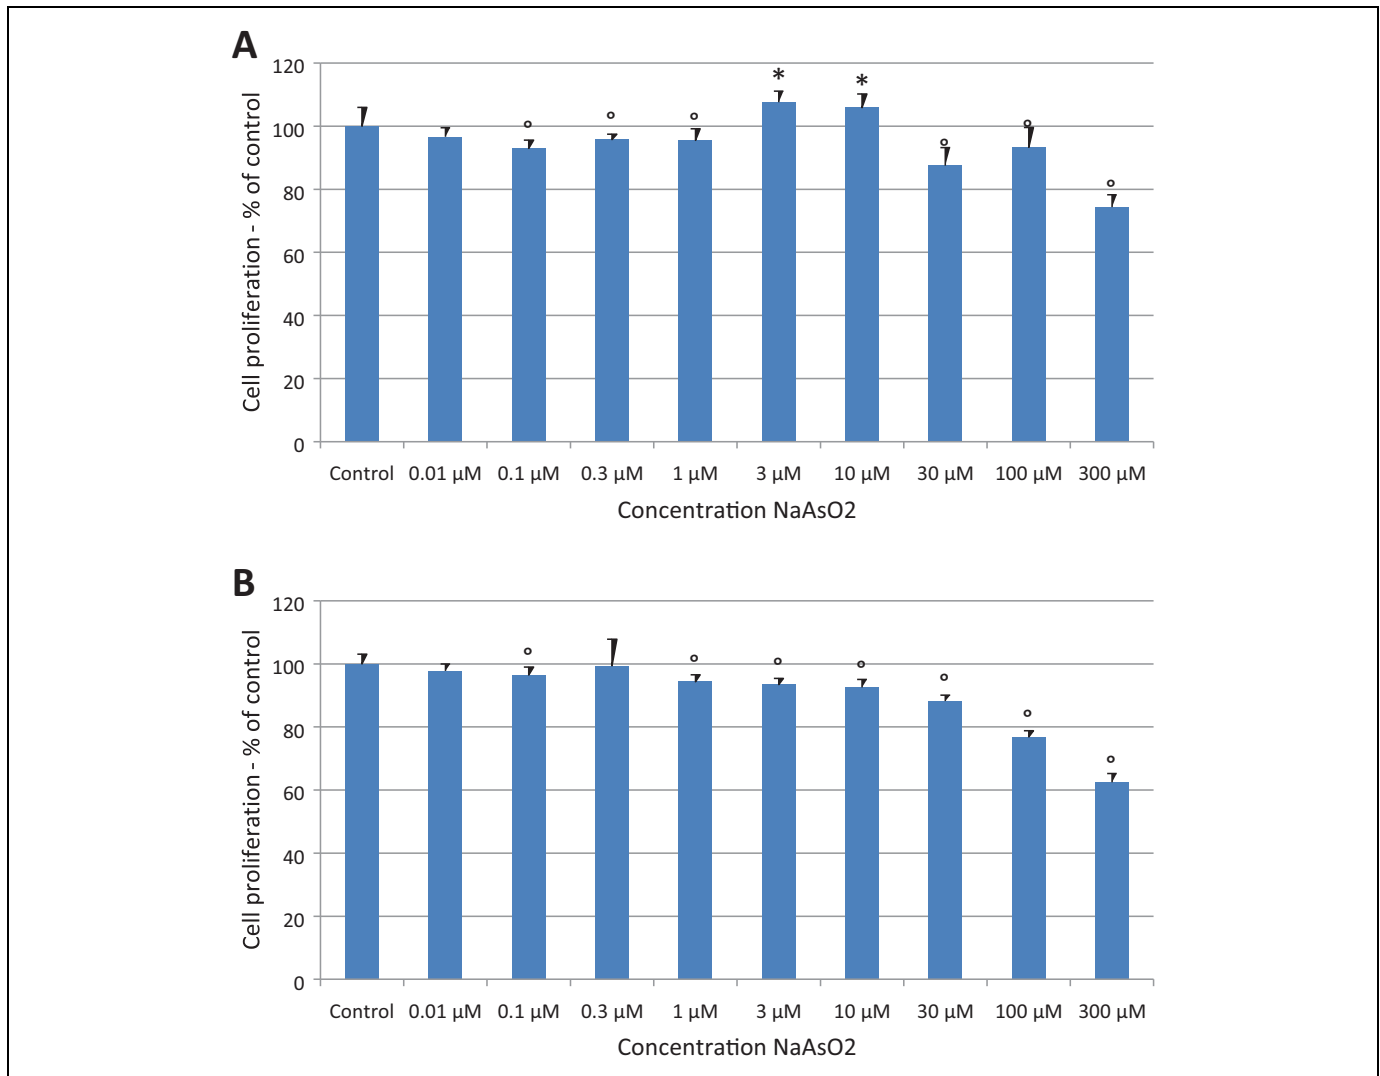 A
120
100
80
60
40
20
0
Cell proliferation - % of control
* *
° ° ° ° ° °
Control 0.01 µM 0.1 µM 0.3 µM 1 µM 3 µM 10 µM 30 µM 100 µM 300 µM
Concentration NaAsO2
B
120
100
80
60
40
20
0
Cell proliferation - % of control
° ° ° ° ° ° °
Control 0.01 µM 0.1 µM 0.3 µM 1 µM 3 µM 10 µM 30 µM 100 µM 300 µM
Concentration NaAsO2